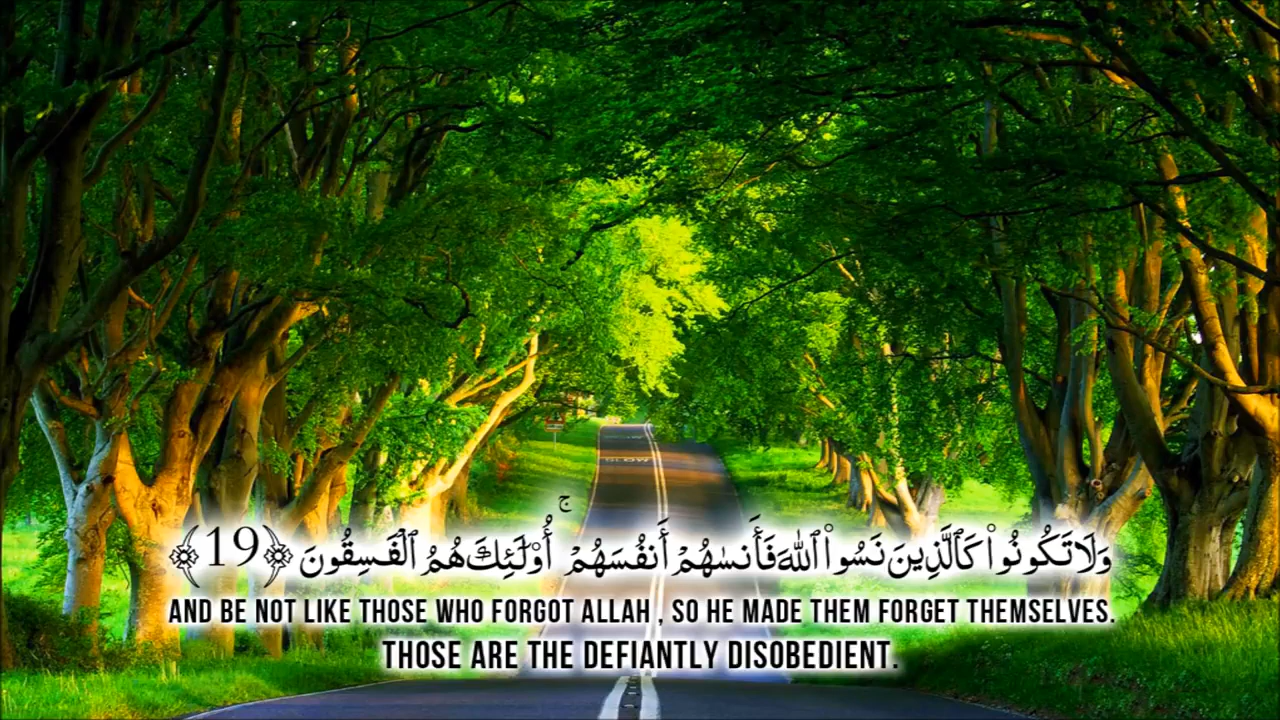 وَلَا تَكُونُوا۟ كَٱلَّذِينَ نَسُوا۟ ٱللَّهَ فَأَنسَىٰهُمْ أَنفُسَهُمْ ۚ أُو۟لَـٰٓئِكَ هُمُ ٱلْفَـٰسِقُونَ ﴿19﴾
AND BE NOT LIKE THOSE WHO FORGOT ALLAH , SO HE MADE THEM FORGET THEMSELVES.
THOSE ARE THE DEFIANTLY DISOBEDIENT.